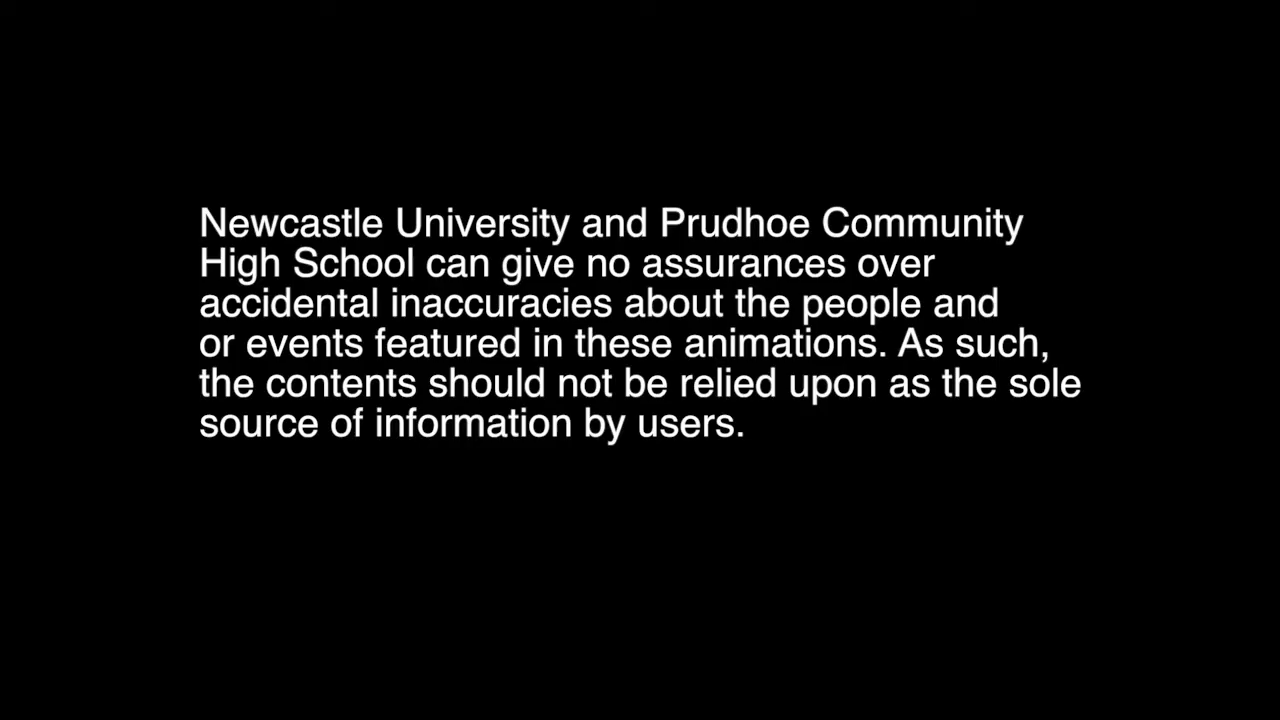 Newcastle University and Prudhoe Community
High School can give no assurances over
accidental inaccuracies about the people and
or events featured in these animations. As such,
the contents should not be relied upon as the sole
source of information by users.